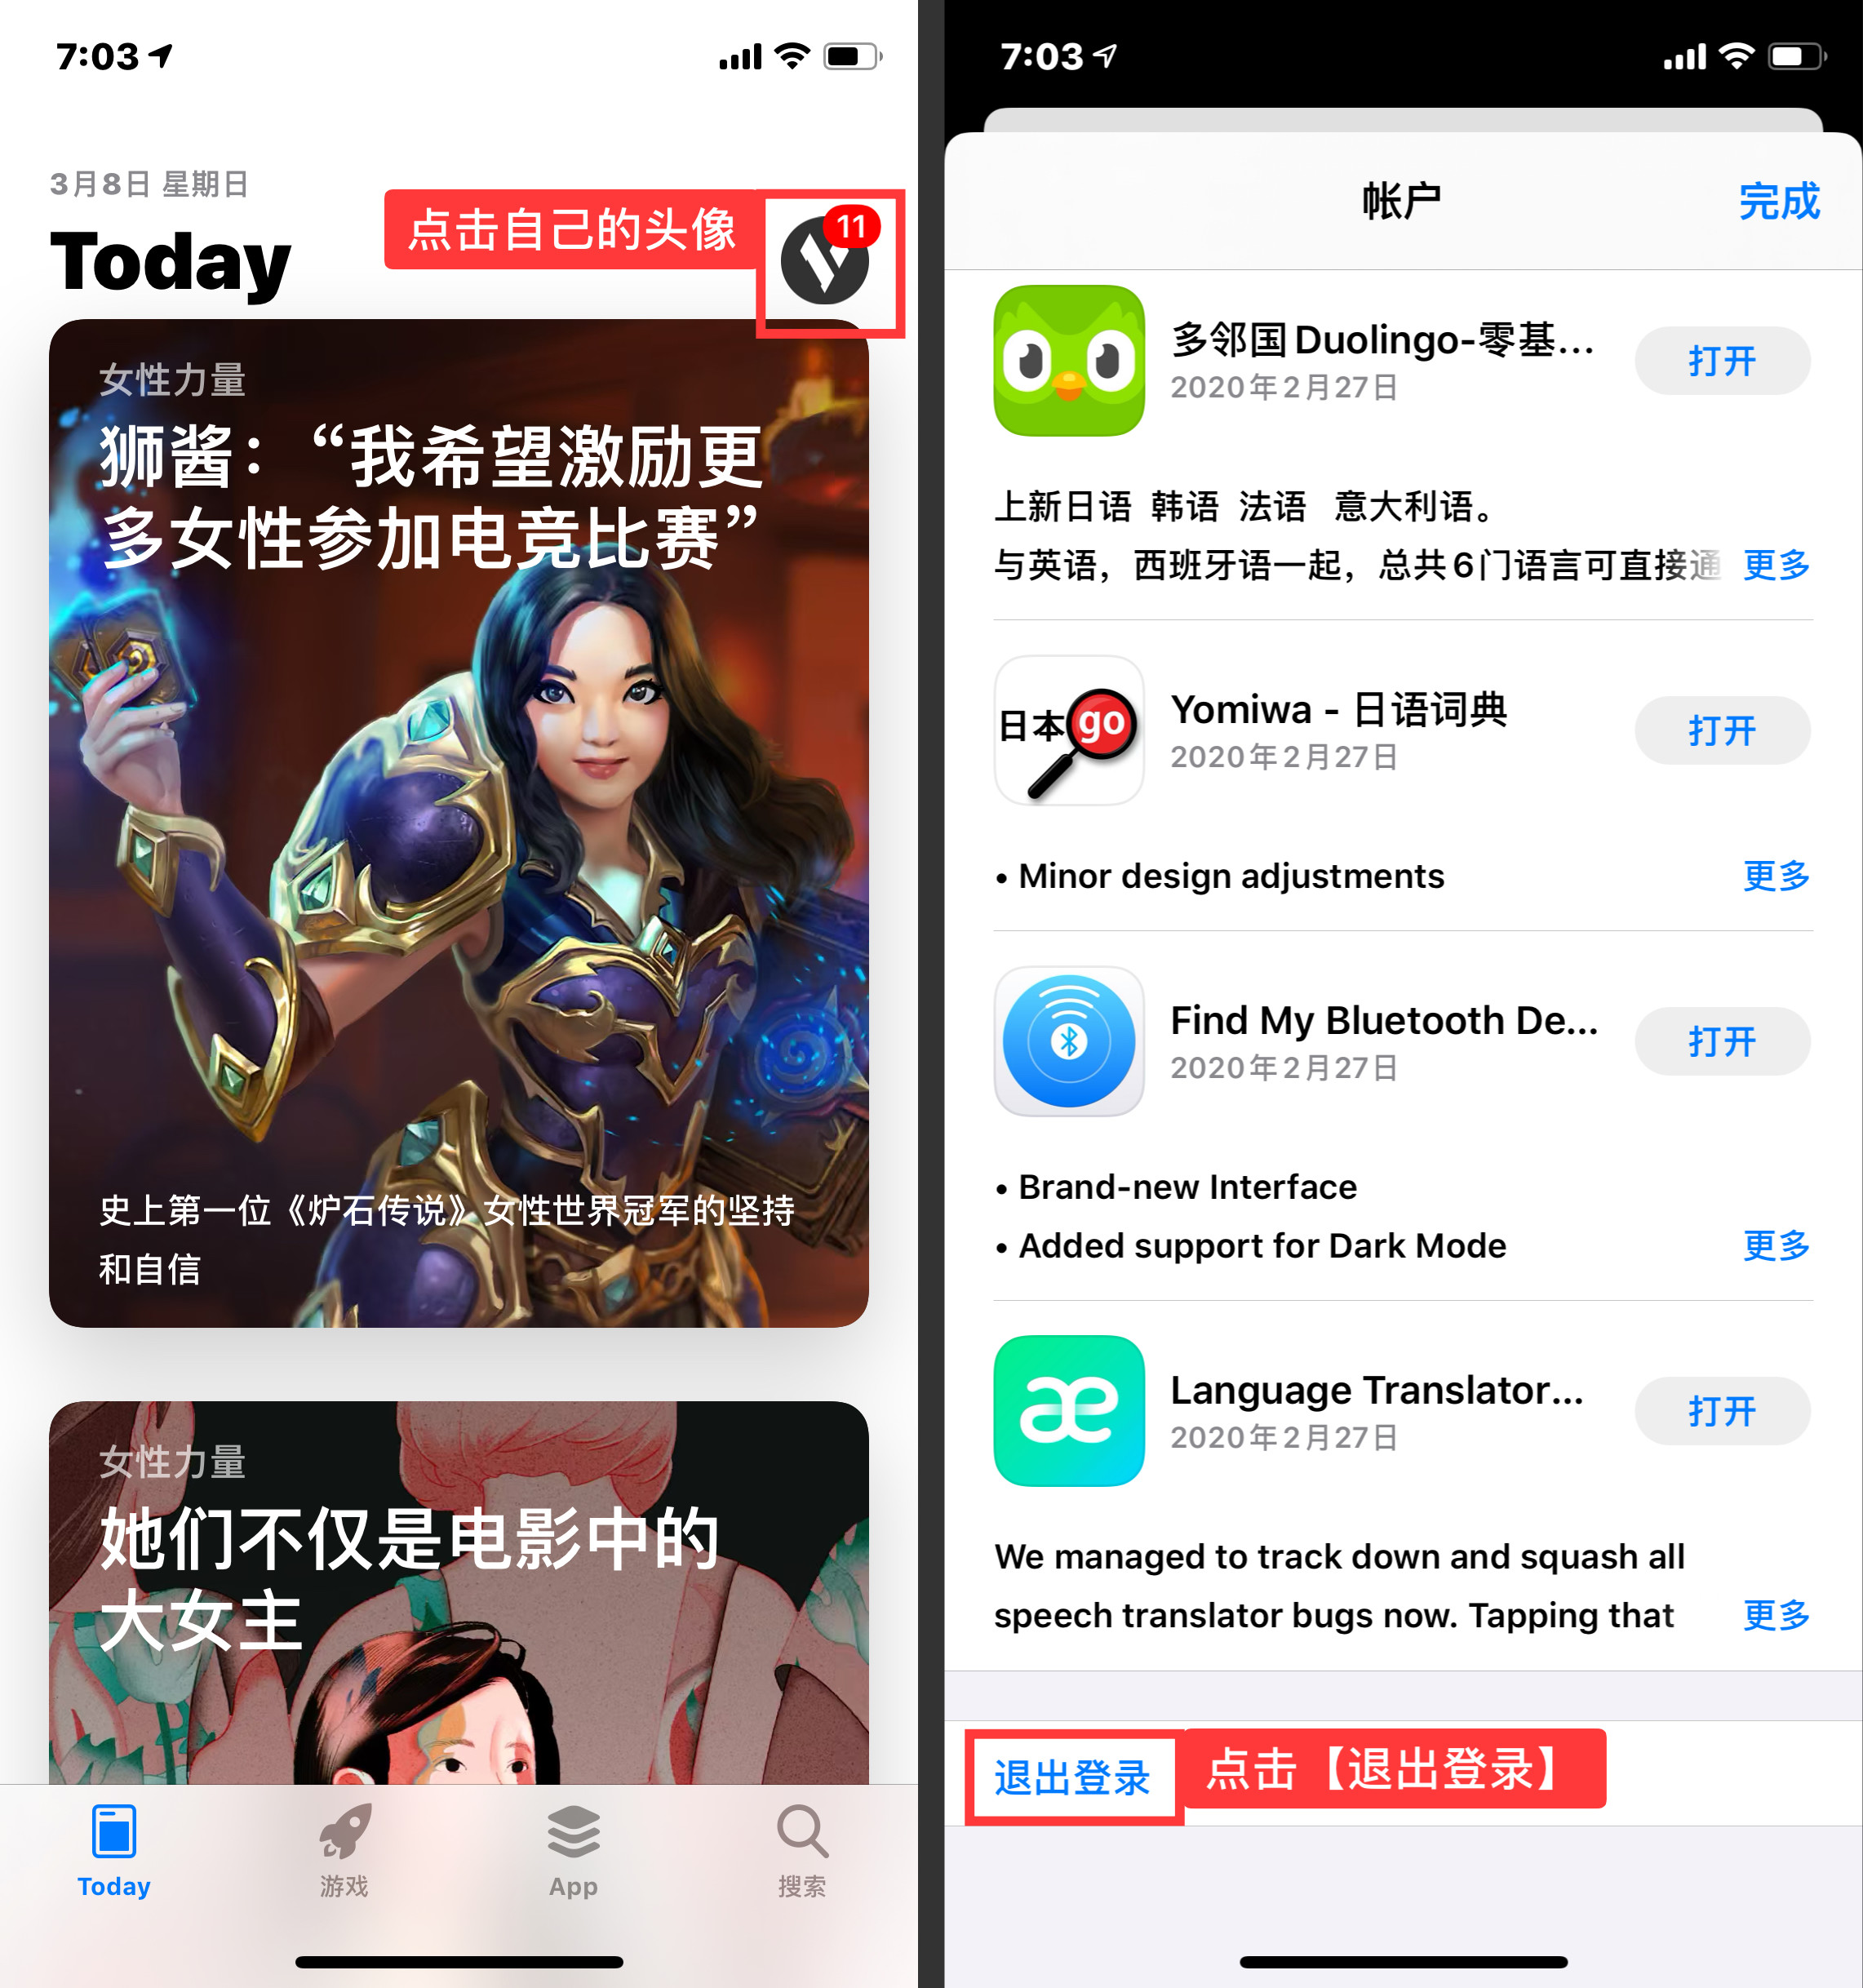 7:03
3月8日 星期日
Today
点击自己的头像
11
女性力量
狮酱：“我希望激励更
多女性参加电竞比赛”
史上第一位《炉石传说》女性世界冠军的坚持
和自信
女性力量
她们不仅是电影中的
大女主
Today
游戏
App
搜索
7:03
帐户
完成
多邻国Duolingo-零基...
2020年2月27日
打开
上新日语 韩语 法语 意大利语。
与英语，西班牙语一起，总共6门语言可直接通
更多
日本go
Yomiwa - 日语词典
2020年2月27日
打开
• Minor design adjustments
更多
Find My Bluetooth De...
2020年2月27日
打开
• Brand-new Interface
• Added support for Dark Mode
更多
æ
Language Translator...
2020年2月27日
打开
We managed to track down and squash all
speech translator bugs now. Tapping that
更多
退出登录
点击【退出登录】